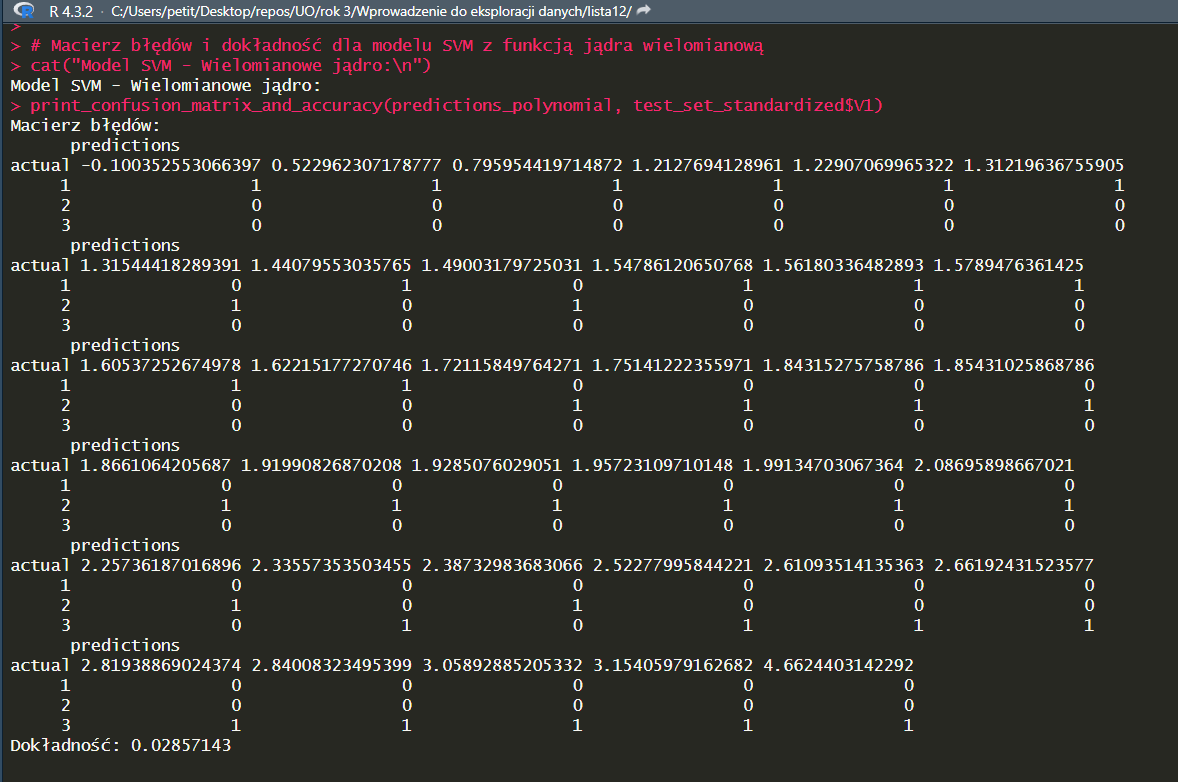 R 4.3.2 · C:/Users/petit/Desktop/repos/UO/rok 3/Wprowadzenie do eksploracji danych/lista12/
>
> # Macierz błędów i dokładność dla modelu SVM z funkcją jądra wielomianową
> cat("Model SVM - Wielomianowe jądro:\n")
Model SVM - Wielomianowe jądro:
> print_confusion_matrix_and_accuracy(predictions_polynomial, test_set_standardized$V1)
Macierz błędów:
predictions
actual -0.100352553066397 0.522962307178777 0.795954419714872 1.2127694128961 1.22907069965322 1.31219636755905
1 1 1 1 1 1 1
2 0 0 0 0 0 0
3 0 0 0 0 0 0
predictions
actual 1.31544418289391 1.44079553035765 1.49003179725031 1.54786120650768 1.56180336482893 1.5789476361425
1 0 1 0 1 1 1
2 1 0 1 0 0 0
3 0 0 0 0 0 0
predictions
actual 1.60537252674978 1.62215177270746 1.72115849764271 1.75141222355971 1.84315275758786 1.85431025868786
1 1 1 0 0 0 0
2 0 0 1 1 1 1
3 0 0 0 0 0 0
predictions
actual 1.8661064205687 1.91990826870208 1.9285076029051 1.95723109710148 1.99134703067364 2.08695898667021
1 0 0 0 0 0 0
2 1 1 1 1 1 1
3 0 0 0 0 0 0
predictions
actual 2.25736187016896 2.33557353503455 2.38732983683066 2.52277995844221 2.61093514135363 2.66192431523577
1 0 0 0 0 0 0
2 1 0 1 0 0 0
3 0 1 0 1 1 1
predictions
actual 2.81938869024374 2.84008323495399 3.05892885205332 3.15405979162682 4.6624403142292
1 0 0 0 0 0
2 0 0 0 0 0
3 1 1 1 1 1
Dokładność: 0.02857143